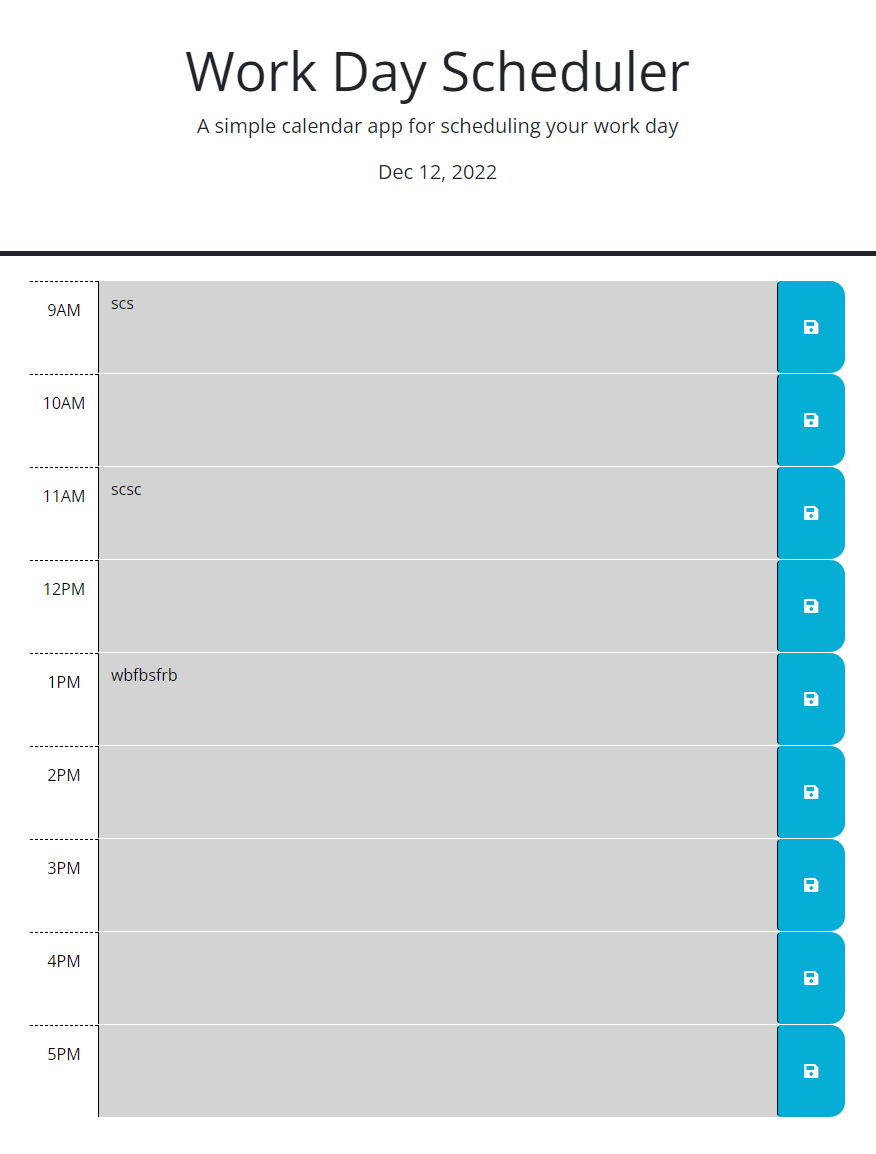 Work Day Scheduler
A simple calendar app for scheduling your work day
Dec 12, 2022
9AM
scs
10AM
11AM
scsc
12PM
1PM
wbfbsfrb
2PM
3PM
4PM
5PM